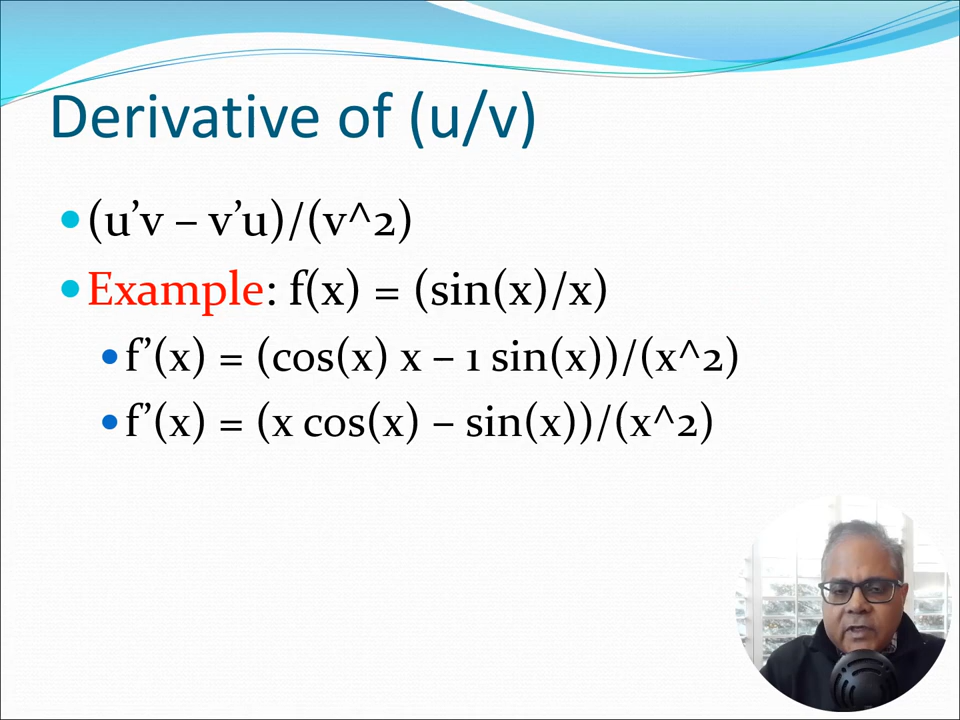 Derivative of (u/v)
(u’v – v’u)/(v^2)
Example: f(x) = (sin(x)/x)
f’(x) = (cos(x) x – 1 sin(x))/(x^2)
f’(x) = (x cos(x) – sin(x))/(x^2)